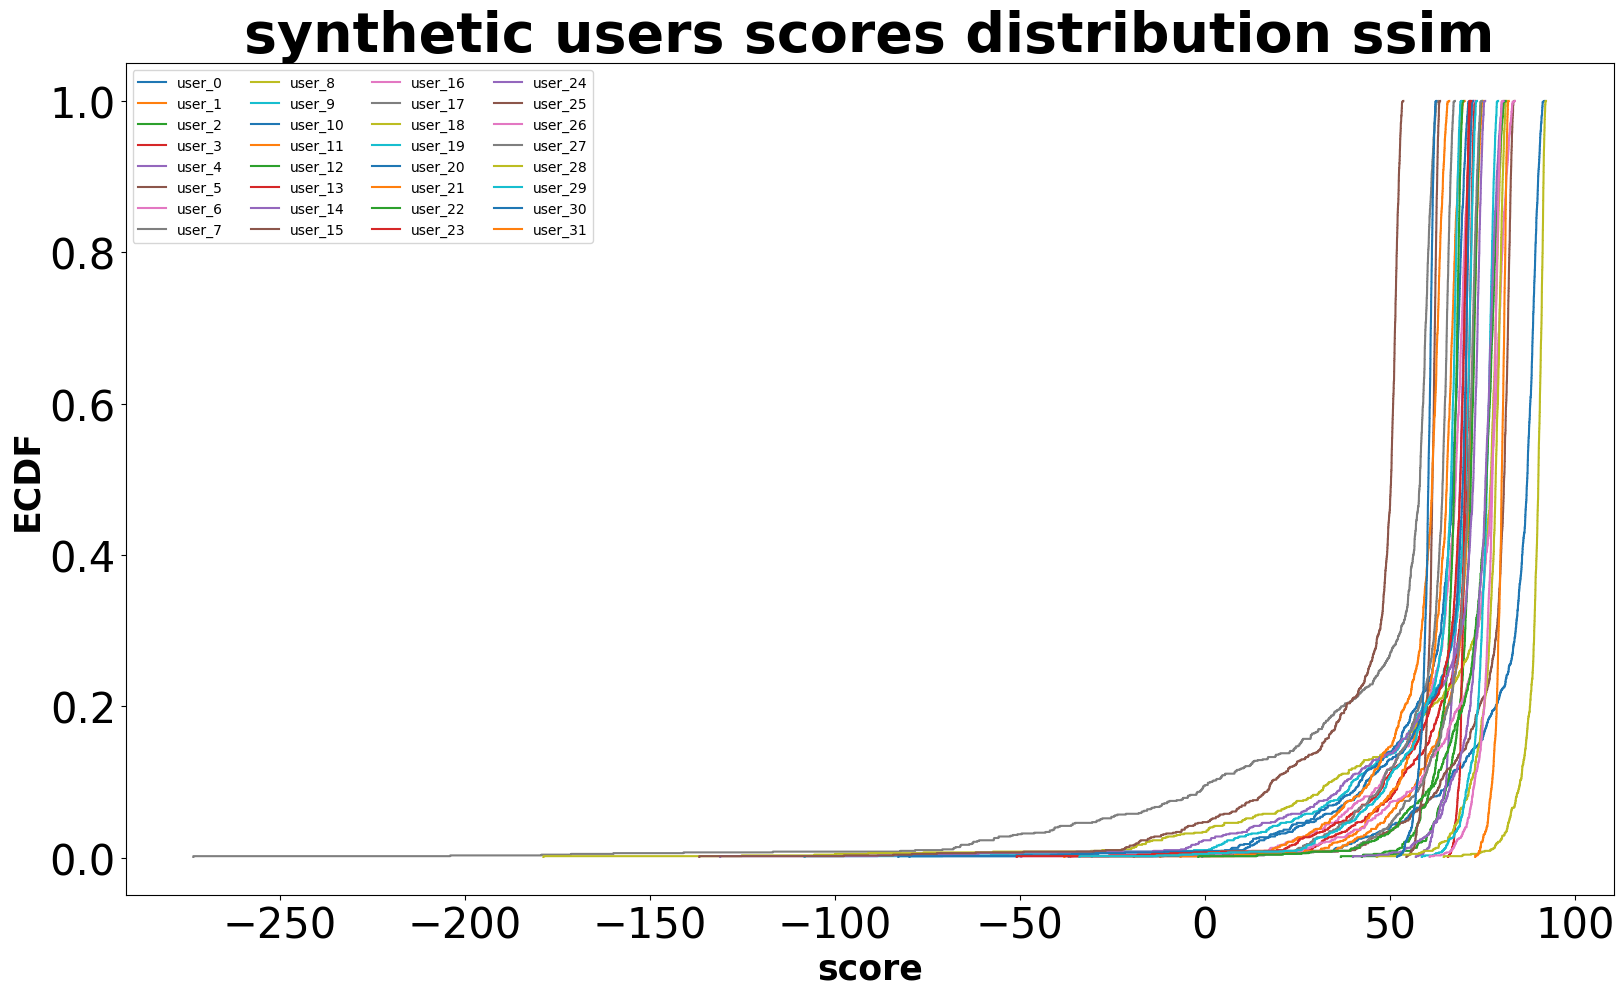 synthetic users scores distribution ssim
user_0
user_1
user_2
user_3
user_4
user_5
user_6
user_7
user_8
user_9
user_10
user_11
user_12
user_13
user_14
user_15
user_16
user_17
user_18
user_19
user_20
user_21
user_22
user_23
user_24
user_25
user_26
user_27
user_28
user_29
user_30
user_31
ECDF
1.0
0.8
0.6
0.4
0.2
0.0
−250 −200 −150 −100 −50 0 50 100
score